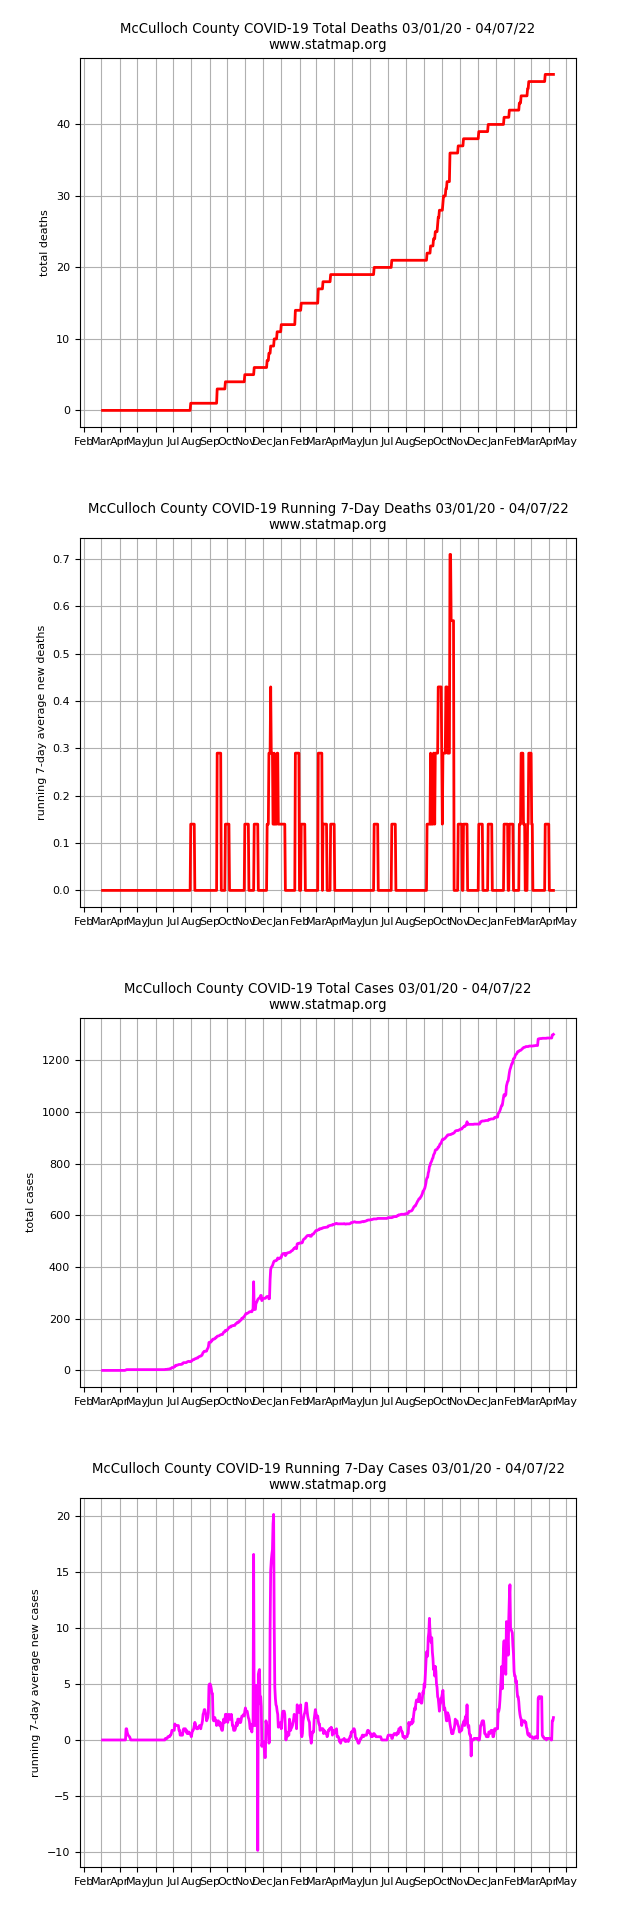 McCulloch County COVID-19 Total Deaths 03/01/20 - 04/07/22
www.statmap.org
total deaths
40
30
20
10
0
Feb Mar Apr May Jun Jul Aug Sep Oct Nov Dec Jan Feb Mar Apr May Jun Jul Aug Sep Oct Nov Dec Jan Feb Mar Apr May
McCulloch County COVID-19 Running 7-Day Deaths 03/01/20 - 04/07/22
www.statmap.org
running 7-day average new deaths
0.7
0.6
0.5
0.4
0.3
0.2
0.1
0.0
Feb Mar Apr May Jun Jul Aug Sep Oct Nov Dec Jan Feb Mar Apr May Jun Jul Aug Sep Oct Nov Dec Jan Feb Mar Apr May
McCulloch County COVID-19 Total Cases 03/01/20 - 04/07/22
www.statmap.org
total cases
1200
1000
800
600
400
200
0
Feb Mar Apr May Jun Jul Aug Sep Oct Nov Dec Jan Feb Mar Apr May Jun Jul Aug Sep Oct Nov Dec Jan Feb Mar Apr May
McCulloch County COVID-19 Running 7-Day Cases 03/01/20 - 04/07/22
www.statmap.org
running 7-day average new cases
20
15
10
5
0
−5
−10
Feb Mar Apr May Jun Jul Aug Sep Oct Nov Dec Jan Feb Mar Apr May Jun Jul Aug Sep Oct Nov Dec Jan Feb Mar Apr May